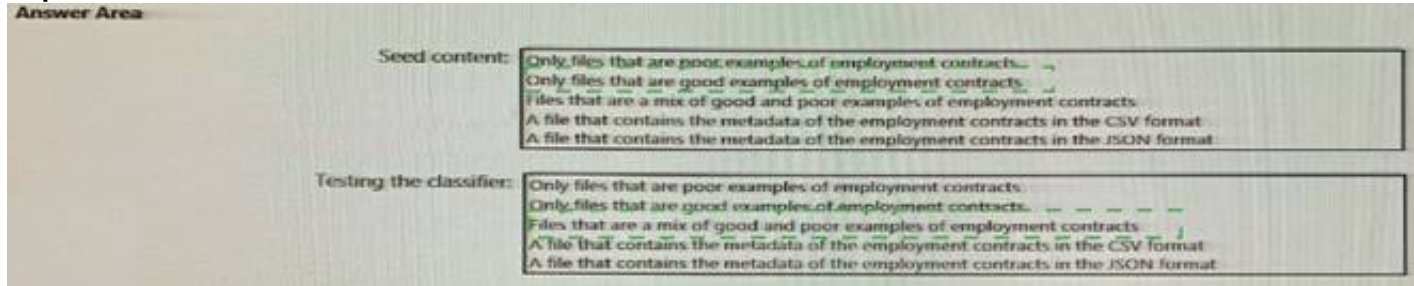 Answer Area
Seed content:
Only files that are poor examples of employment contracts
Only files that are good examples of employment contracts
Files that are a mix of good and poor examples of employment contracts
A file that contains the metadata of the employment contracts in the CSV format
A file that contains the metadata of the employment contracts in the JSON format
Testing the classifier:
Only files that are poor examples of employment contracts
Only files that are good examples of employment contracts
Files that are a mix of good and poor examples of employment contracts
A file that contains the metadata of the employment contracts in the CSV format
A file that contains the metadata of the employment contracts in the JSON format